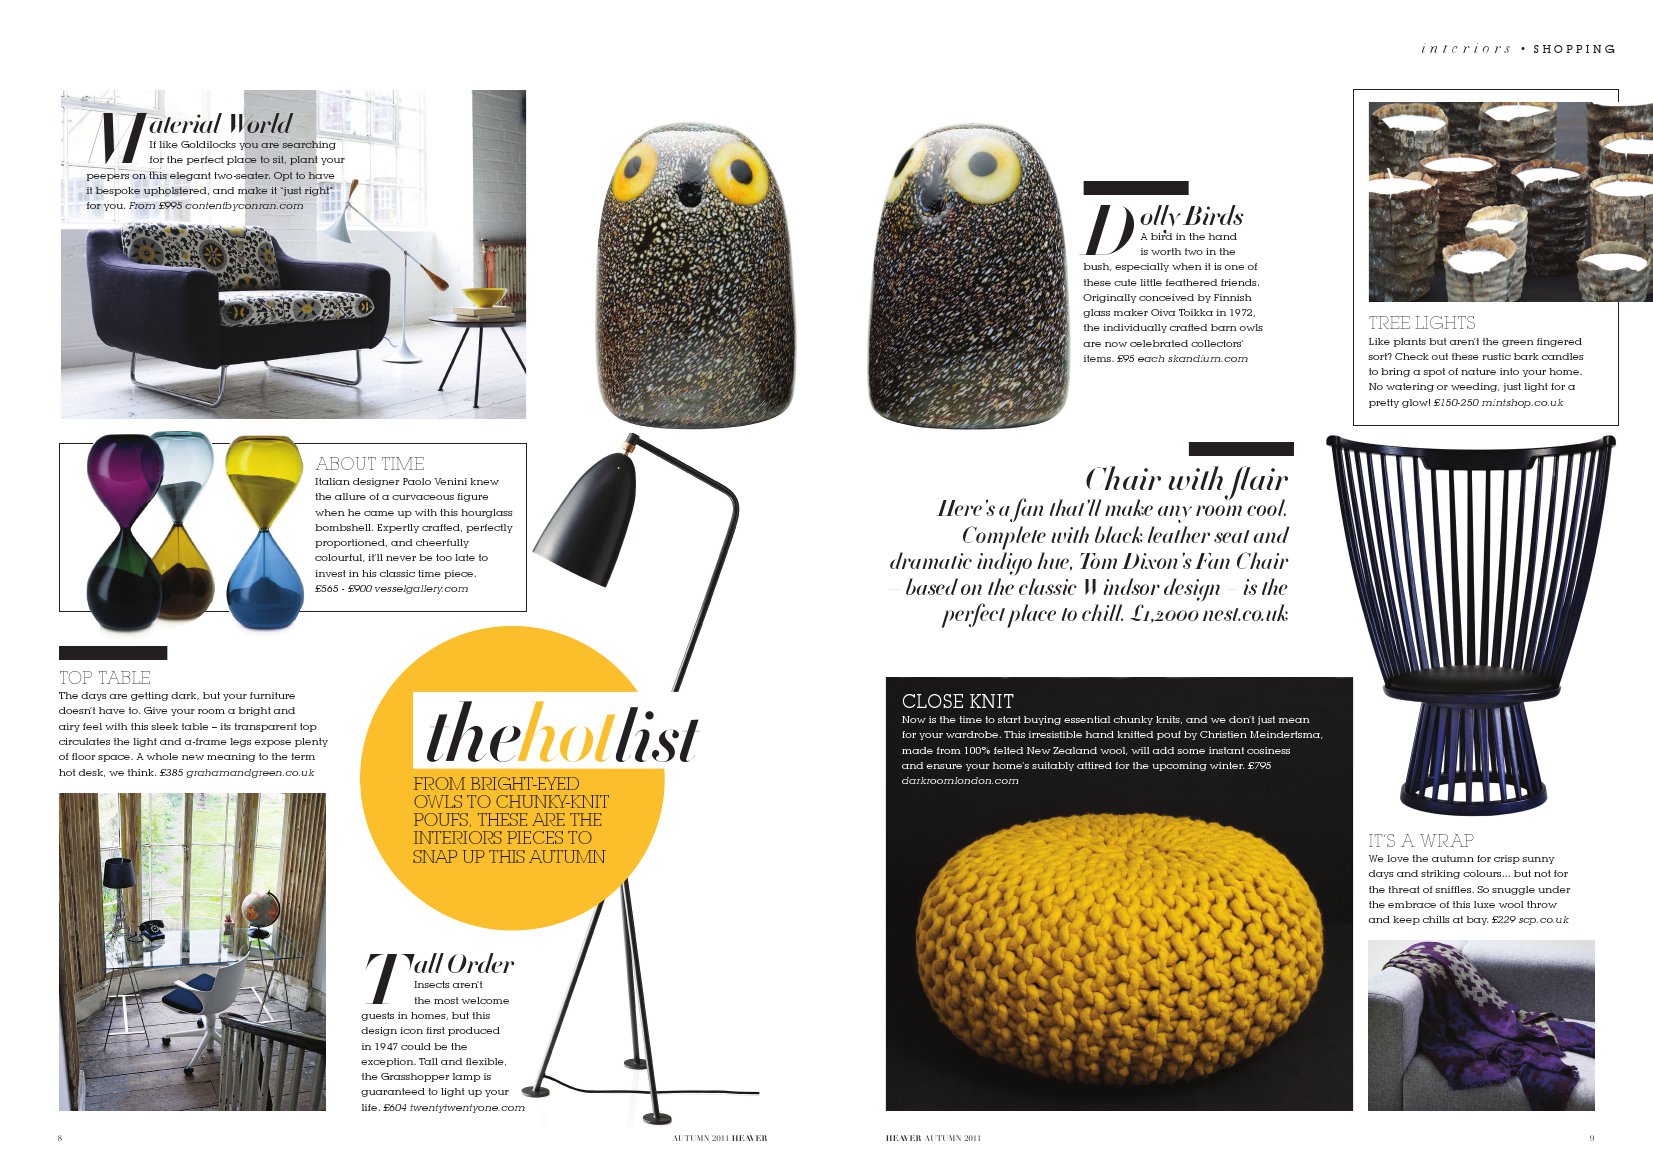 interiors • SHOPPING
Material World
If like Goldilocks you are searching
for the perfect place to sit, plant your
peepers on this elegant two-seater. Opt to have
it bespoke upholstered, and make it "just right"
for you. From £995 contentbyconran.com
ABOUT TIME
Italian designer Paolo Venini knew
the allure of a curvaceous figure
when he came up with this hourglass
bombshell. Expertly crafted, perfectly
proportioned, and cheerfully
colourful, it'll never be too late to
invest in his classic time piece.
£565 - £900 vesselgallery.com
TOP TABLE
The days are getting dark, but your furniture
doesn't have to. Give your room a bright and
airy feel with this sleek table – its transparent top
circulates the light and a-frame legs expose plenty
of floor space. A whole new meaning to the term
hot desk, we think. £385 grahamandgreen.co.uk
thehotlist
FROM BRIGHT-EYED
OWLS TO CHUNKY-KNIT
POUFS, THESE ARE THE
INTERIORS PIECES TO
SNAP UP THIS AUTUMN
Tall Order
Insects aren't
the most welcome
guests in homes, but this
design icon first produced
in 1947 could be the
exception. Tall and flexible,
the Grasshopper lamp is
guaranteed to light up your
life. £604 twentytwentyone.com
8
AUTUMN 2011 HEAVER
Dolly Birds
A bird in the hand
is worth two in the
bush, especially when it is one of
these cute little feathered friends.
Originally conceived by Finnish
glass maker Oiva Toikka in 1972,
the individually crafted barn owls
are now celebrated collectors'
items. £95 each skandium.com
TREE LIGHTS
Like plants but aren't the green fingered
sort? Check out these rustic bark candles
to bring a spot of nature into your home.
No watering or weeding, just light for a
pretty glow! £150-250 mintshop.co.uk
Chair with flair
Here's a fan that'll make any room cool.
Complete with black leather seat and
dramatic indigo hue, Tom Dixon's Fan Chair
– based on the classic Windsor design – is the
perfect place to chill. £1,2000 nest.co.uk
CLOSE KNIT
Now is the time to start buying essential chunky knits, and we don't just mean
for your wardrobe. This irresistible hand knitted pouf by Christien Meindertsma,
made from 100% felted New Zealand wool, will add some instant cosiness
and ensure your home's suitably attired for the upcoming winter. £795
darkroomlondon.com
IT'S A WRAP
We love the autumn for crisp sunny
days and striking colours... but not for
the threat of sniffles. So snuggle under
the embrace of this luxe wool throw
and keep chills at bay. £229 scp.co.uk
HEAVER AUTUMN 2011
9